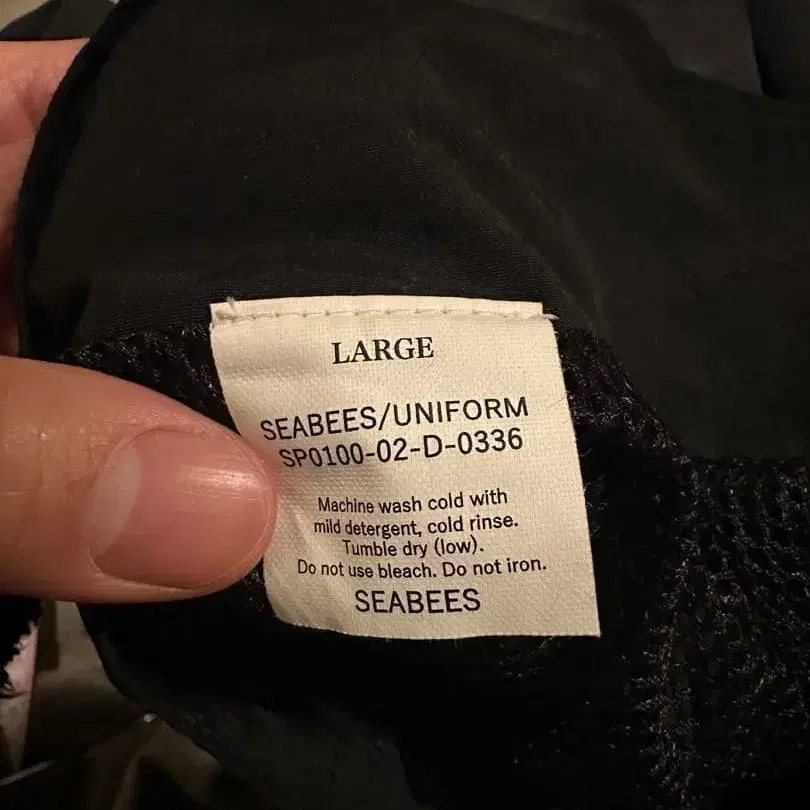 LARGE
SEABEES/UNIFORM
SP0100-02-D-0336
Machine wash cold with
mild detergent, cold rinse.
Tumble dry (low).
Do not use bleach. Do not iron.
SEABEES